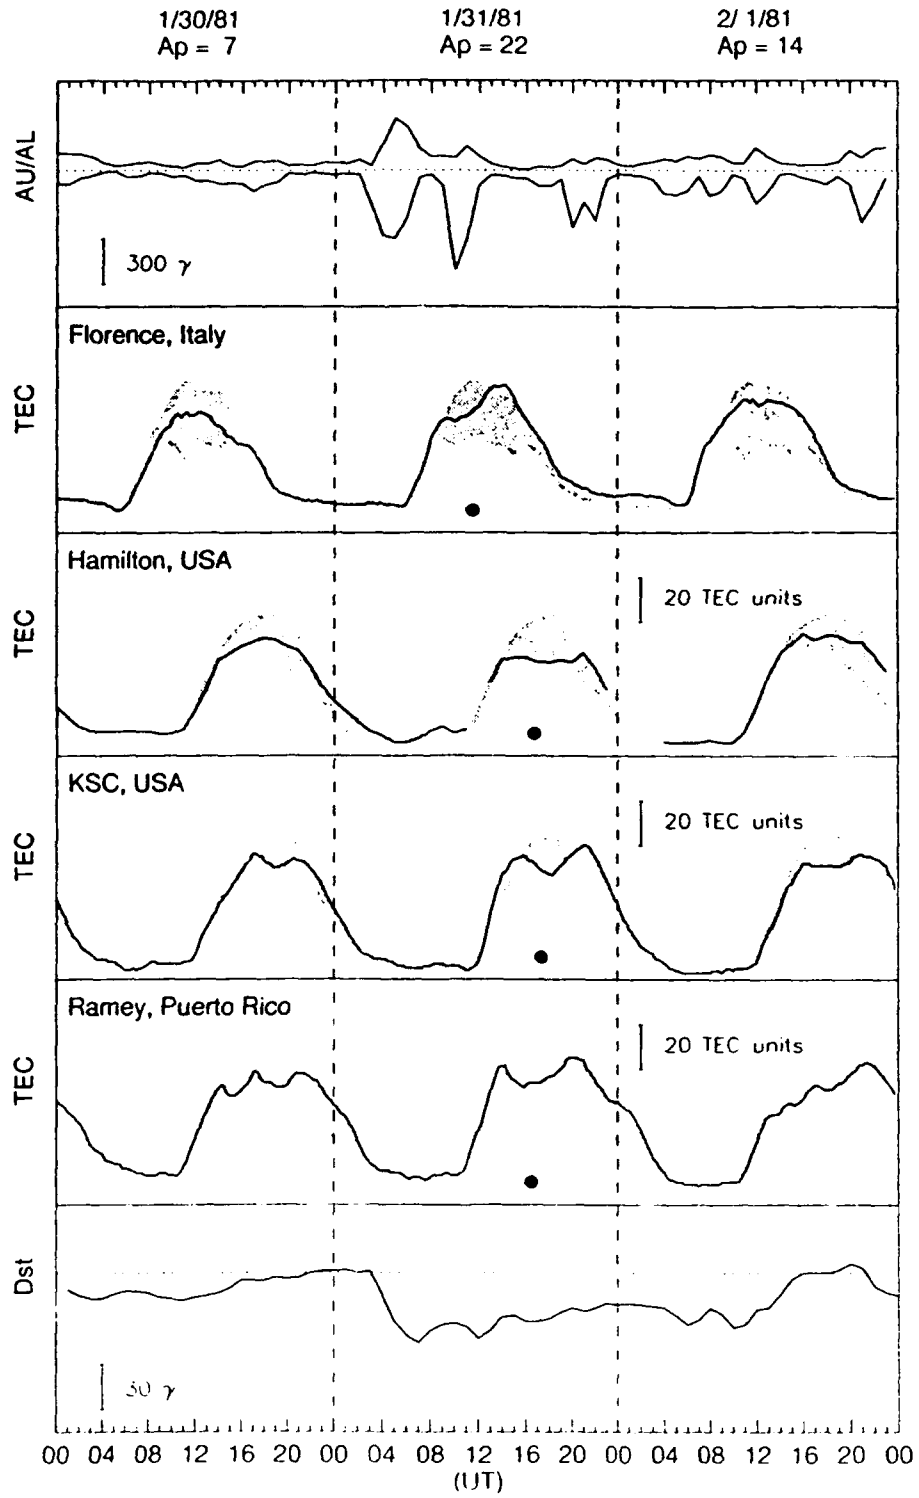 1/30/81 1/31/81 2/ 1/81
Ap = 7 Ap = 22 Ap = 14
AU/AL
300 γ
Florence, Italy
TEC
Hamilton, USA
TEC
20 TEC units
KSC, USA
TEC
20 TEC units
Ramey, Puerto Rico
TEC
20 TEC units
Dst
30 γ
00 04 08 12 16 20 00 04 08 12 16 20 00 04 08 12 16 20 00
(UT)